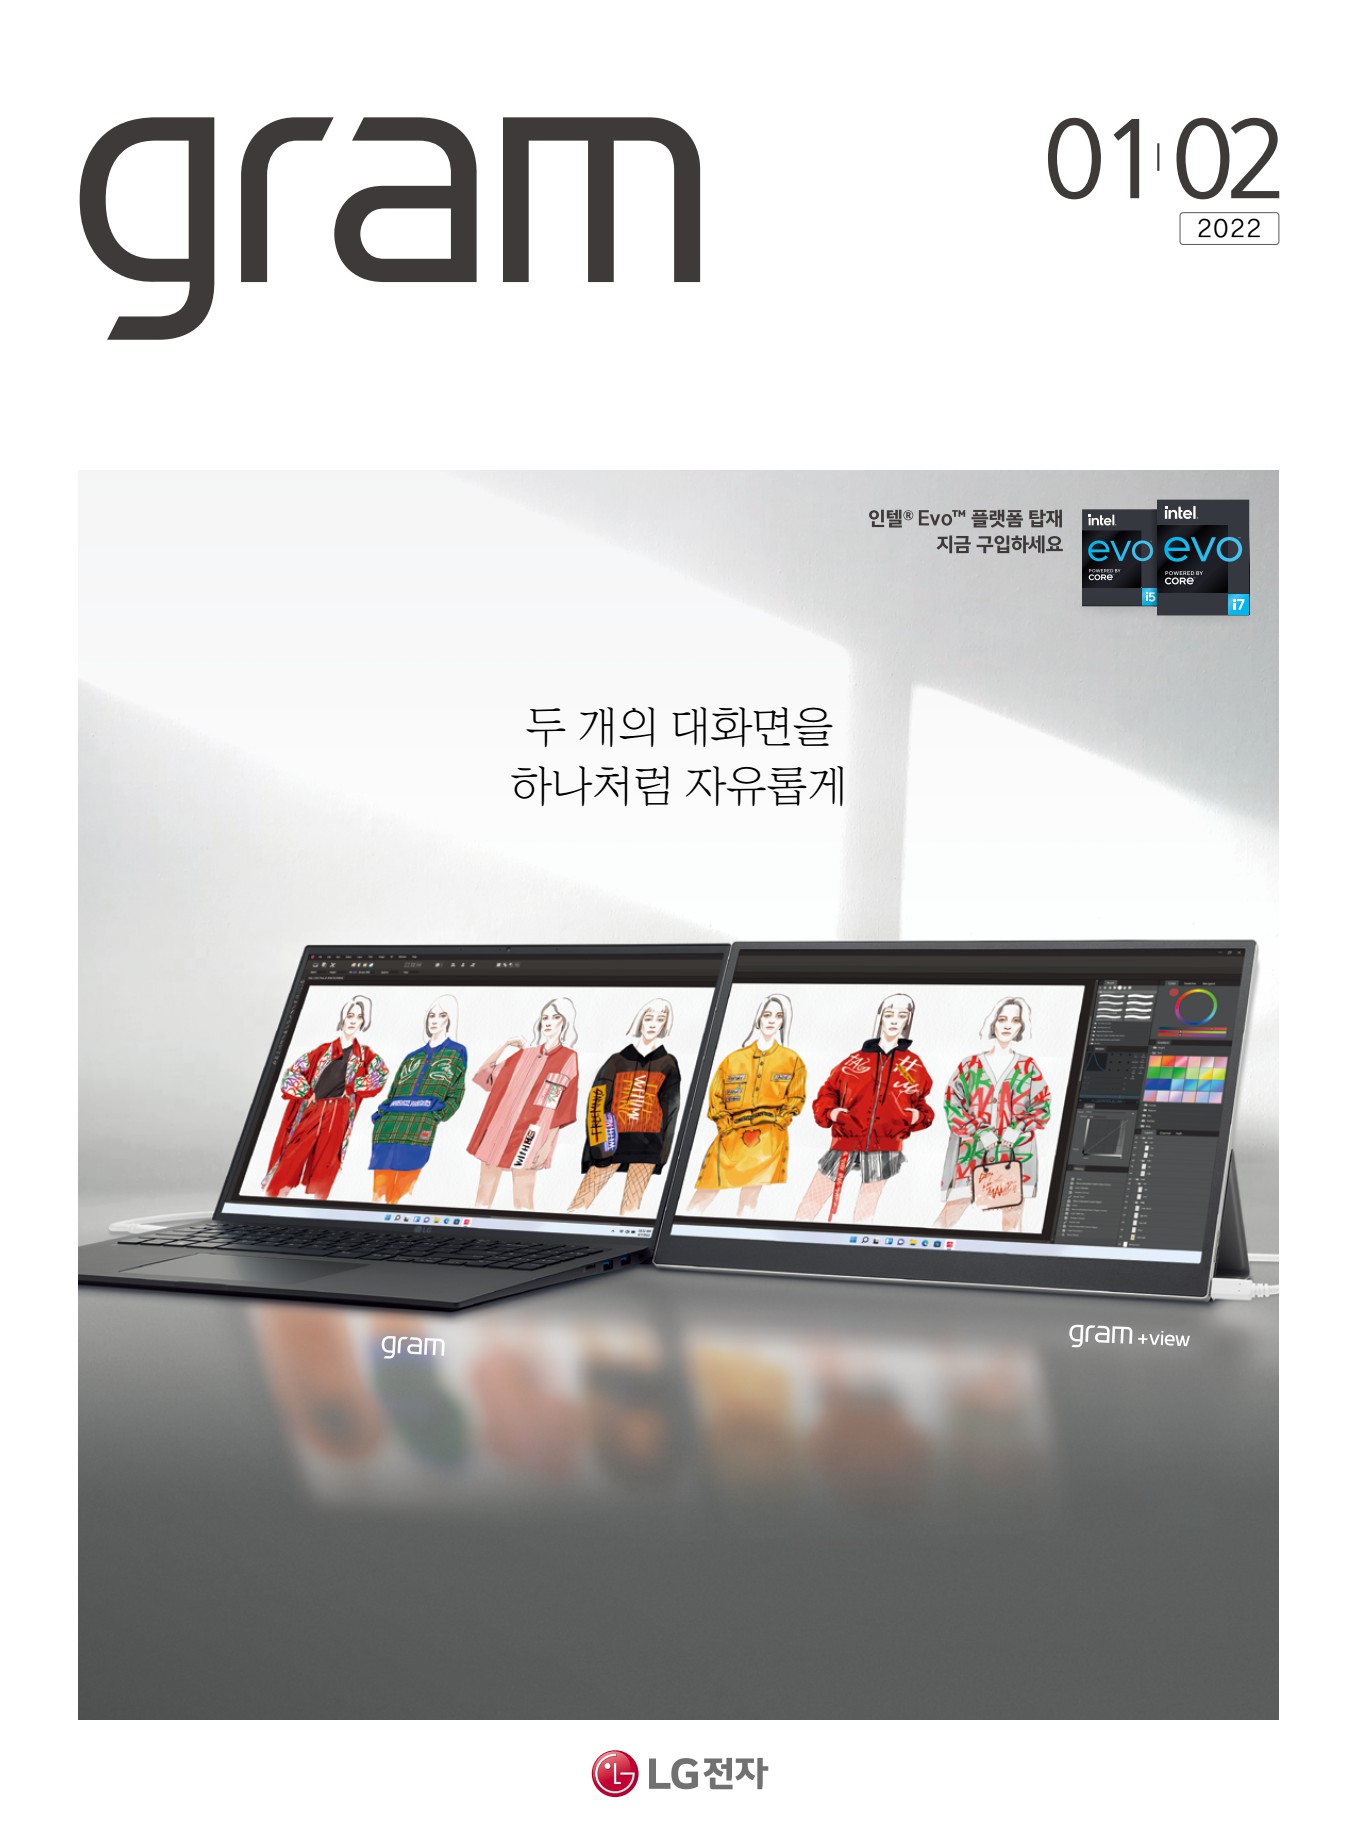 gram
01 02
2022
인텔® Evo™ 플랫폼 탑재
지금 구입하세요
intel.
evo
POWERED BY
CORE
i5
intel.
evo
POWERED BY
CORE
i7
두 개의 대화면을
하나처럼 자유롭게
LG
gram
gram +view
LG전자